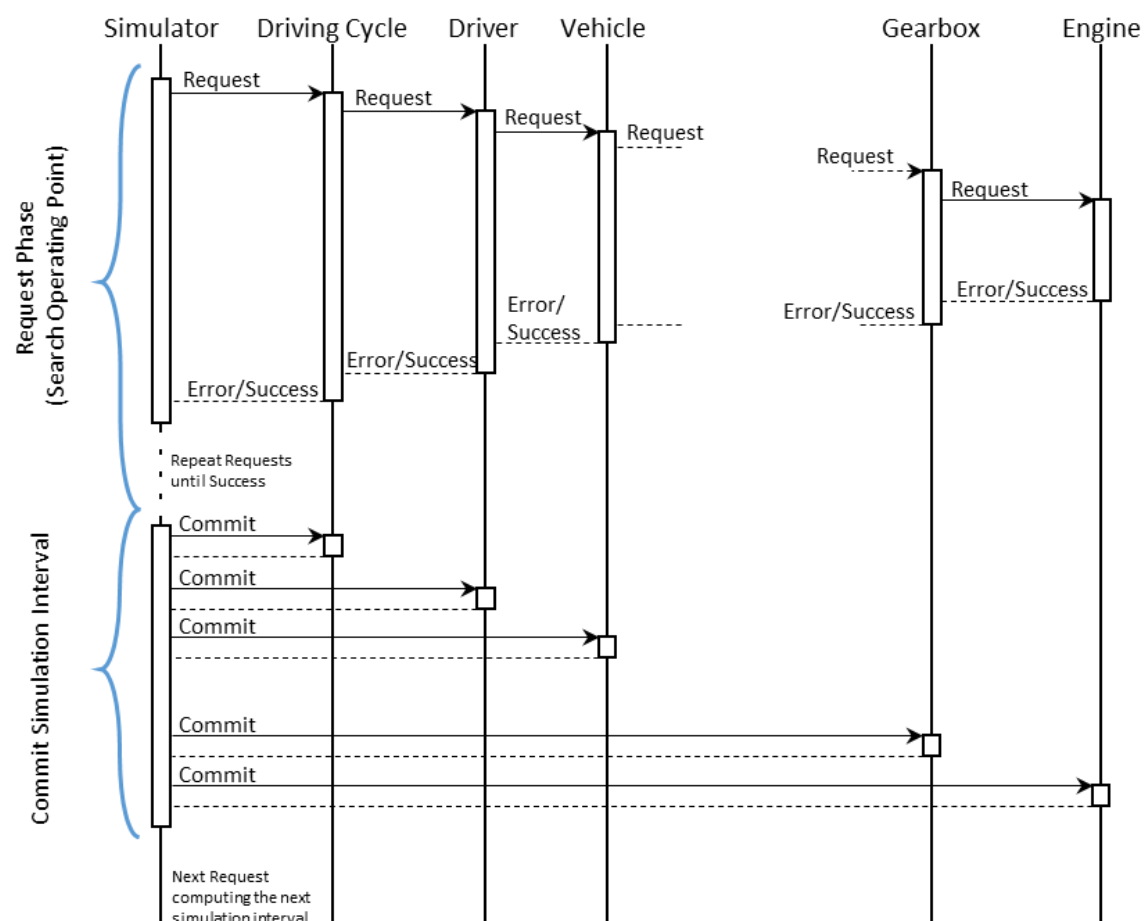 Simulator
Driving Cycle
Driver
Vehicle
Gearbox
Engine
Request
Request
Request
Request
Request
Request
Request Phase
(Search Operating Point)
Error/Success
Error/Success
Error/
Success
Error/Success
Error/Success
Repeat Requests
until Success
Commit
Commit
Commit
Commit
Commit
Commit Simulation Interval
Next Request
computing the next
simulation interval